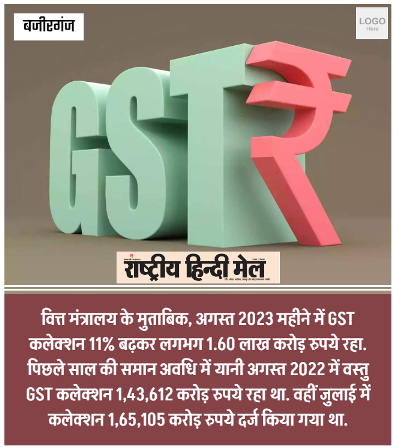 बजीरगंज
LOGO
Here
GST₹
राष्ट्रीय हिन्दी मेल
वित्त मंत्रालय के मुताबिक, अगस्त 2023 महीने में GST
कलेक्शन 11% बढ़कर लगभग 1.60 लाख करोड़ रुपये रहा.
पिछले साल की समान अवधि में यानी अगस्त 2022 में वस्तु
GST कलेक्शन 1,43,612 करोड़ रुपये रहा था. वहीं जुलाई में
कलेक्शन 1,65,105 करोड़ रुपये दर्ज किया गया था.